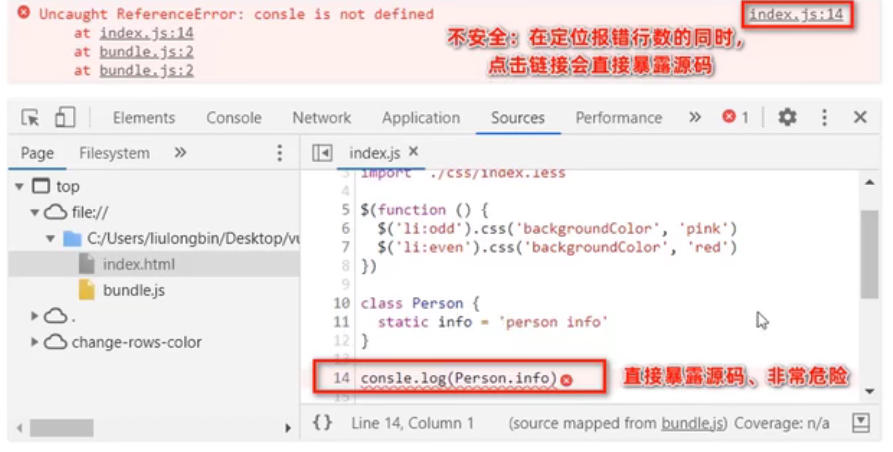 Uncaught ReferenceError: consle is not defined
index.js:14
at index.js:14
at bundle.js:2
at bundle.js:2
不安全：在定位报错行数的同时，
点击链接会直接暴露源码
Elements Console Network Application Sources Performance » 1
Page Filesystem »
index.js ×
top
file://
C:/Users/liulongbin/Desktop/vu
index.html
bundle.js
.
change-rows-color
3 import './css/index.less
4
5 $(function () {
6 $('li:odd').css('backgroundColor', 'pink')
7 $('li:even').css('backgroundColor', 'red')
8 })
9
10 class Person {
11 static info = 'person info'
12 }
13
14 consle.log(Person.info)
直接暴露源码、非常危险
15
{} Line 14, Column 1 (source mapped from bundle.js) Coverage: n/a